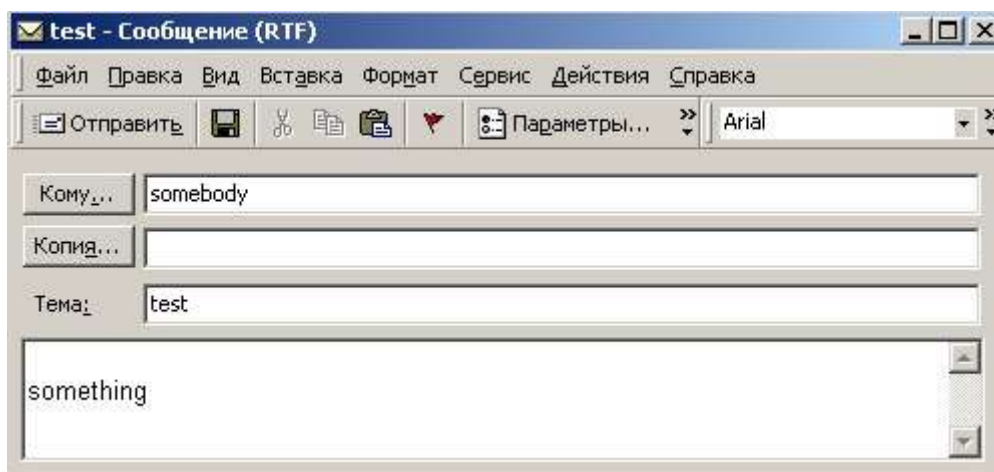 test - Сообщение (RTF)
Файл Правка Вид Вставка Формат Сервис Действия Справка
Отправить Параметры... Arial
Кому... somebody
Копия...
Тема: test
something